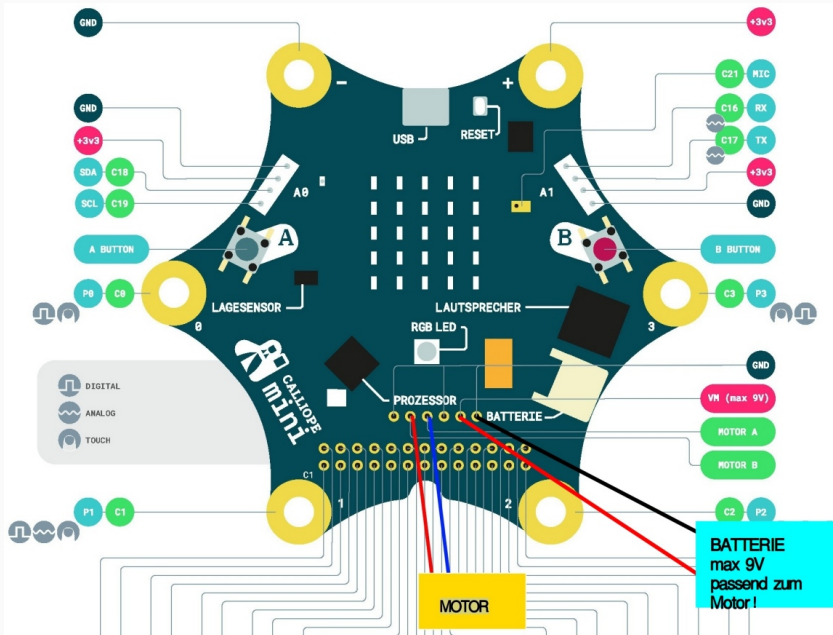 GND
+3v3
C21 MIC
GND
C16 RX
+3v3
C17 TX
SDA C18
+3v3
SCL C19
GND
- +
USB
RESET
A0
A1
A
B
A BUTTON
B BUTTON
P0 C0
C3 P3
LAGESENSOR
LAUTSPRECHER
0
3
RGB LED
CALLIOPE
mini
DIGITAL
ANALOG
TOUCH
PROZESSOR
BATTERIE
GND
VM (max 9V)
MOTOR A
MOTOR B
C1
1
2
P1 C1
C2 P2
BATTERIE
max 9V
passend zum
Motor !
MOTOR